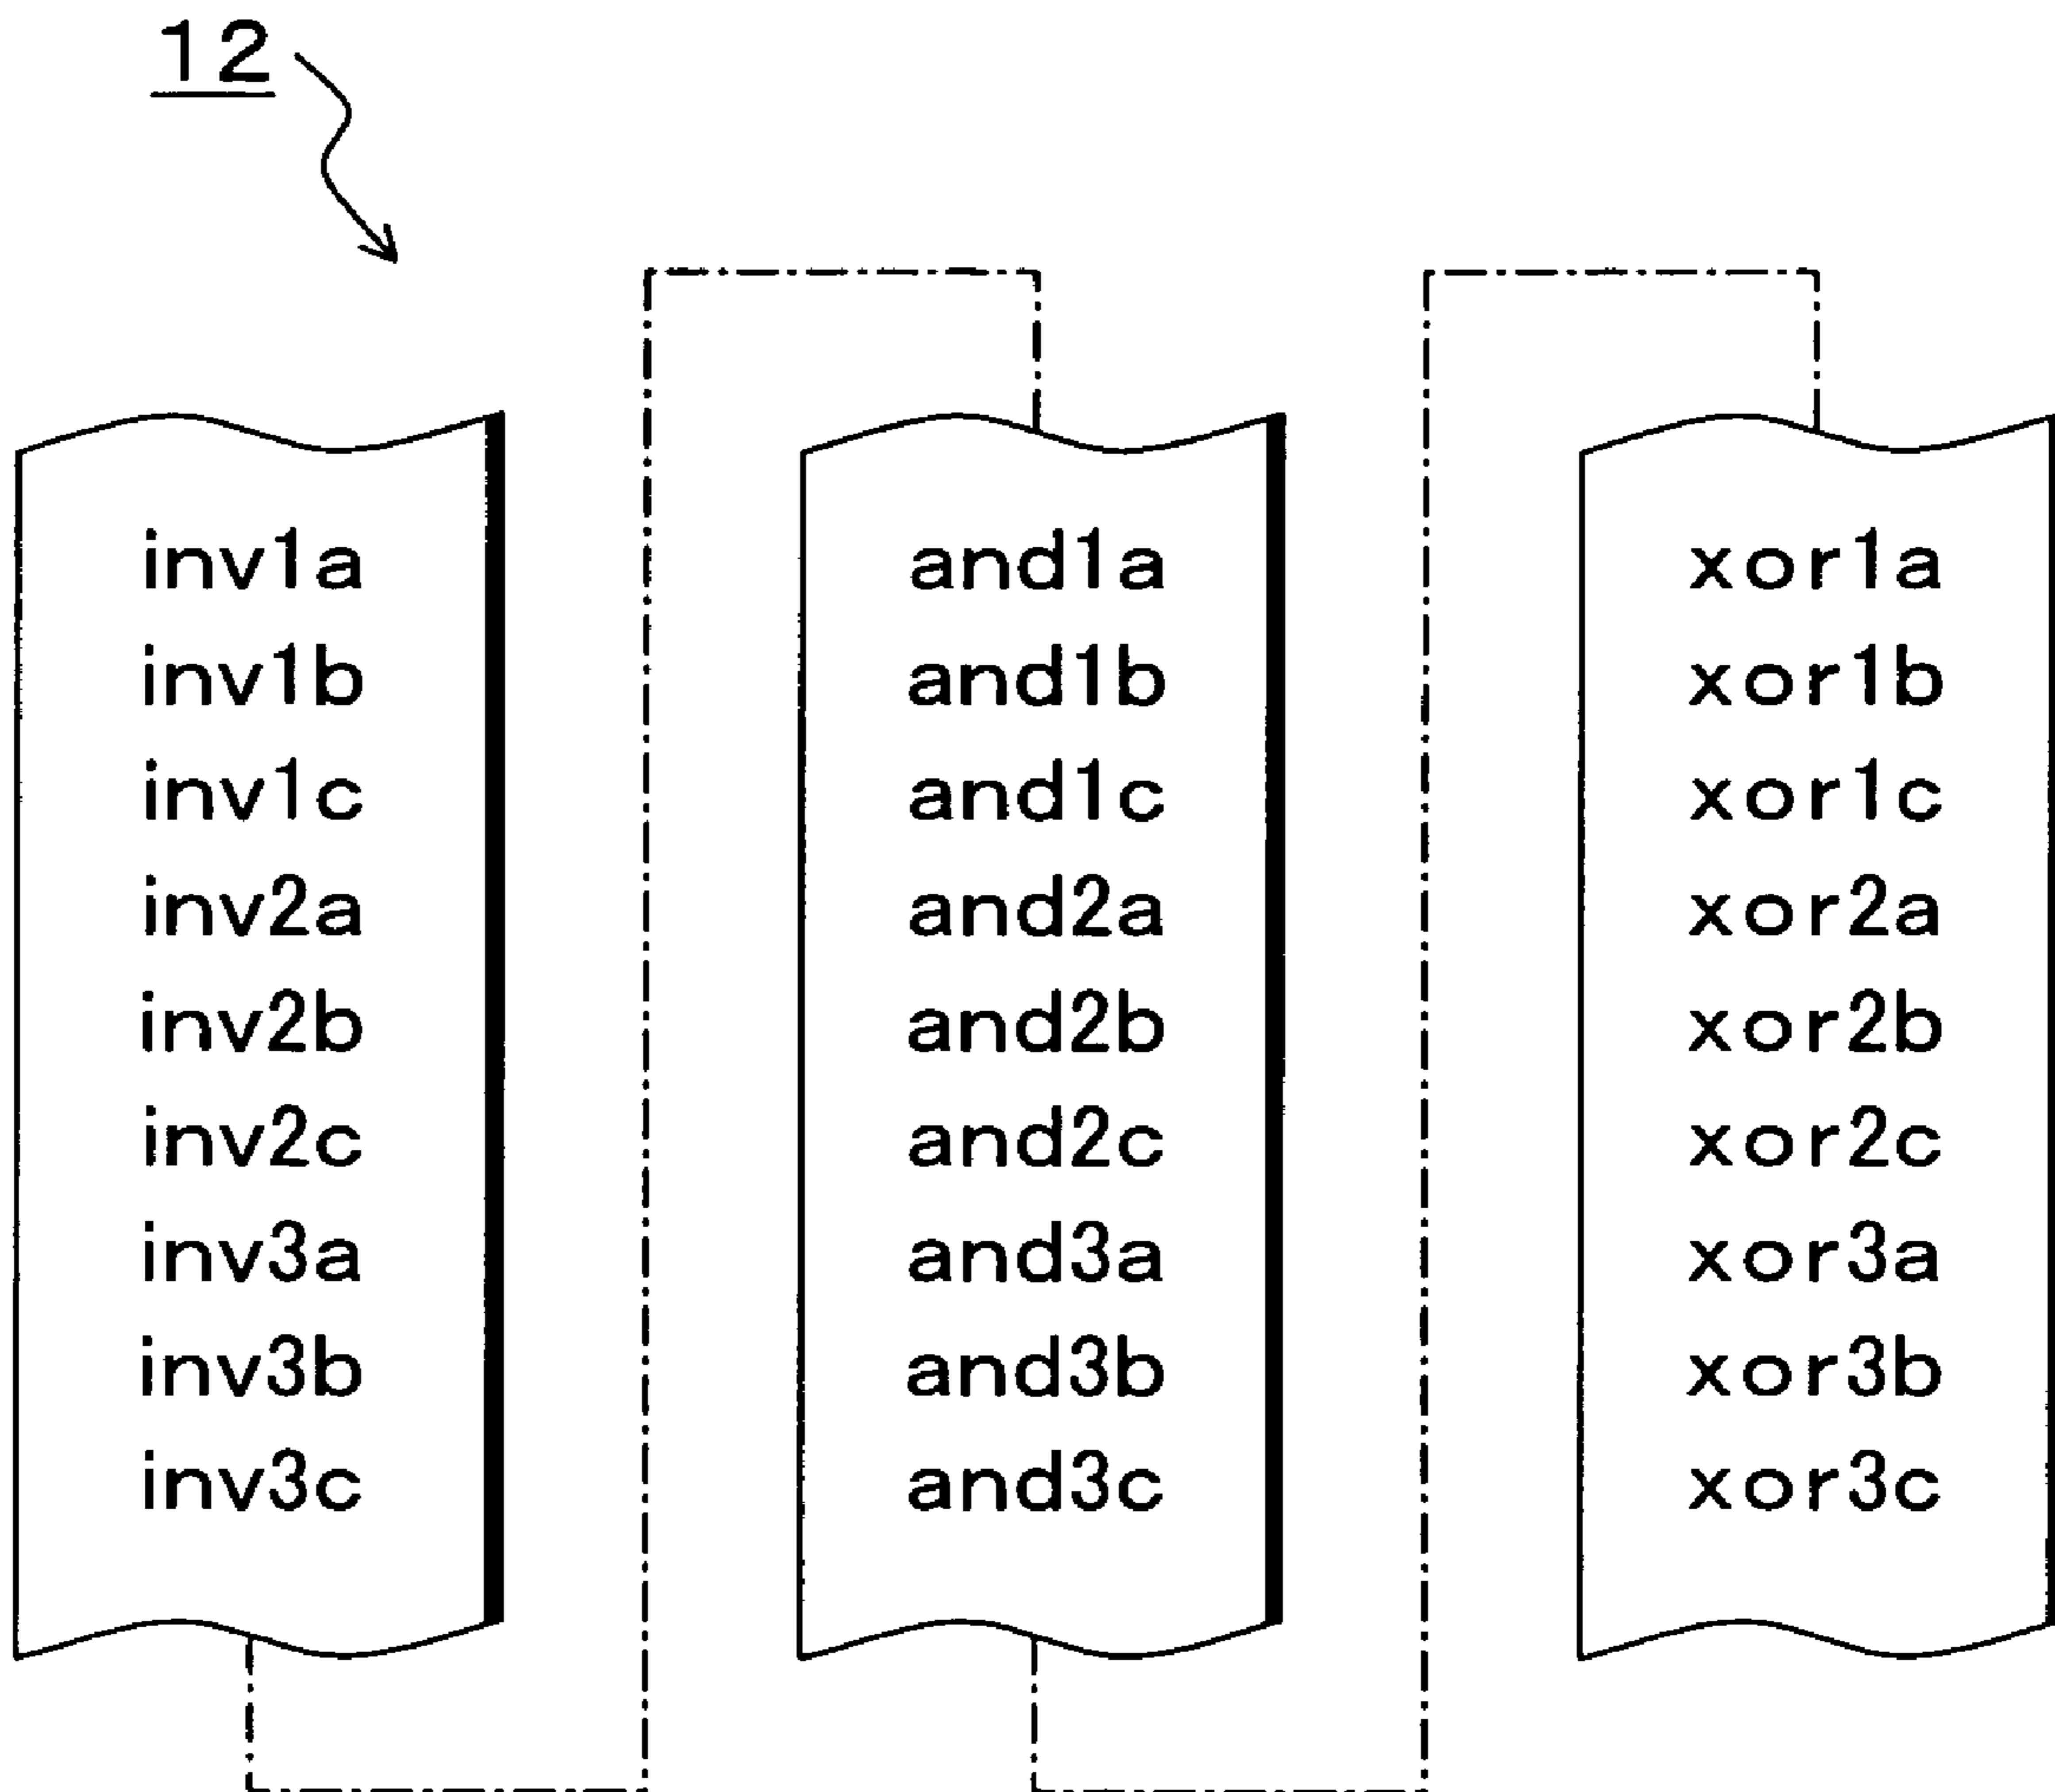 12
inv1a
inv1b
inv1c
inv2a
inv2b
inv2c
inv3a
inv3b
inv3c
and1a
and1b
and1c
and2a
and2b
and2c
and3a
and3b
and3c
xor1a
xor1b
xor1c
xor2a
xor2b
xor2c
xor3a
xor3b
xor3c